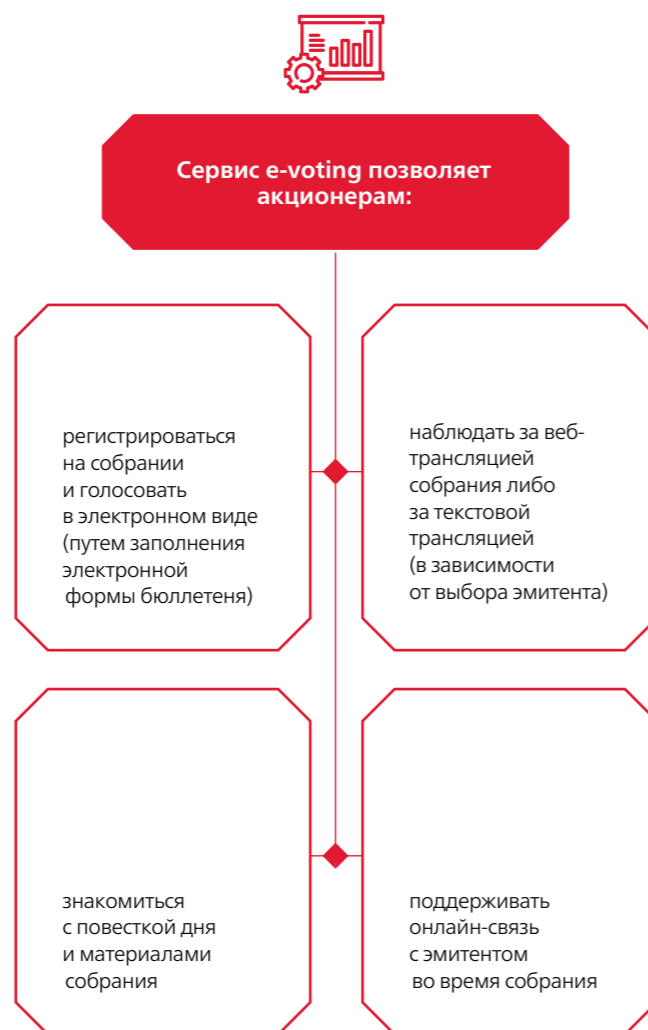 Сервис e-voting позволяет
акционерам:
регистрироваться
на собрании
и голосовать
в электронном виде
(путем заполнения
электронной
формы бюллетеня)
наблюдать за веб-
трансляцией
собрания либо
за текстовой
трансляцией
(в зависимости
от выбора эмитента)
знакомиться
с повесткой дня
и материалами
собрания
поддерживать
онлайн-связь
с эмитентом
во время собрания